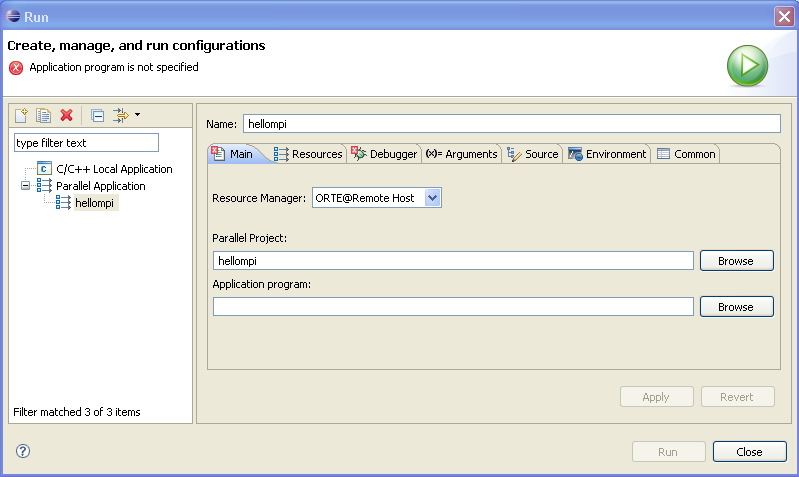 Run
Create, manage, and run configurations
Application program is not specified
type filter text
C/C++ Local Application
Parallel Application
hellompi
Filter matched 3 of 3 items
Name: hellompi
Main Resources Debugger (x)= Arguments Source Environment Common
Resource Manager: ORTE@Remote Host
Parallel Project:
hellompi Browse
Application program:
Browse
Apply Revert
Run Close